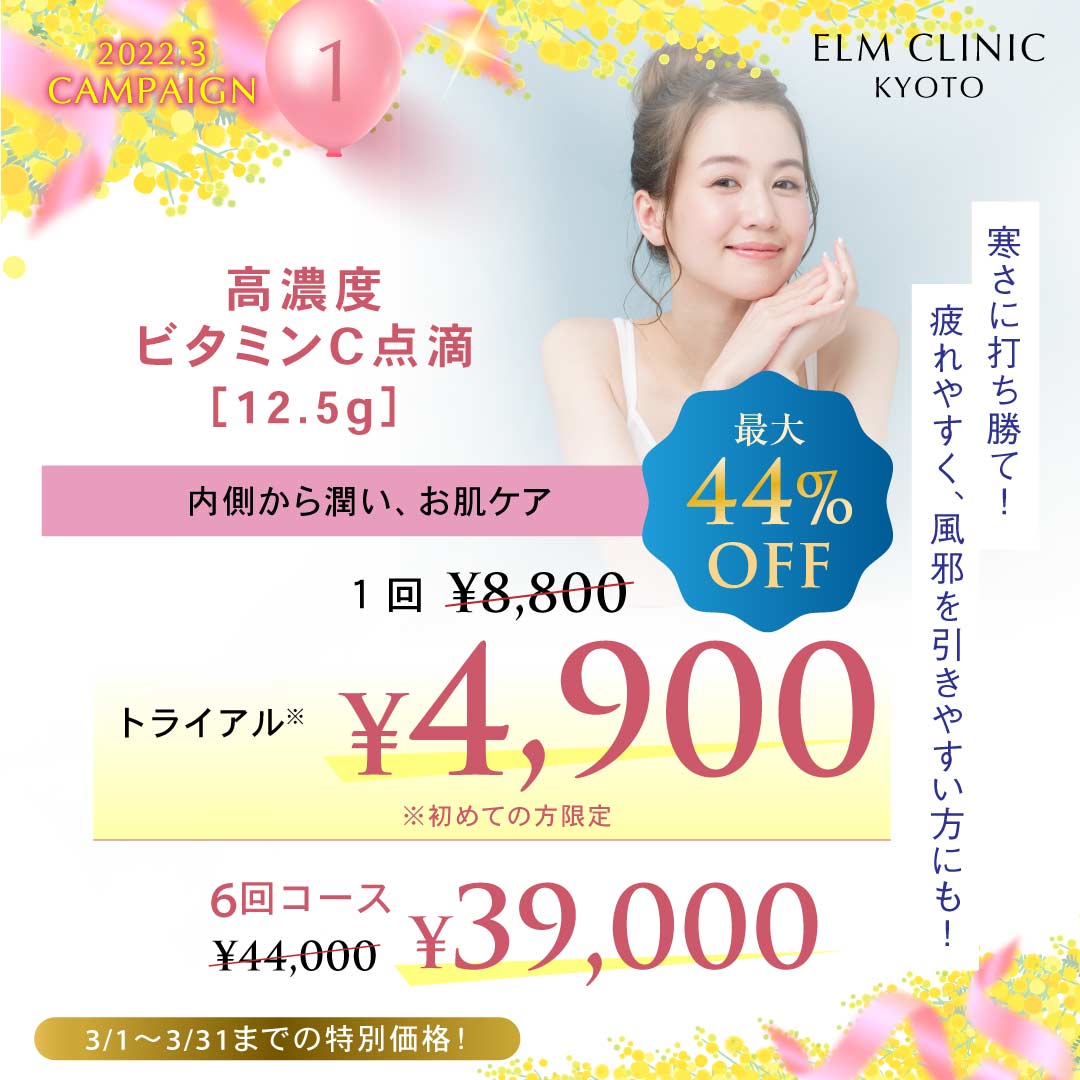 2022.3
CAMPAIGN
1
ELM CLINIC
KYOTO
寒さに打ち勝て！
疲れやすく、風邪を引きやすい方にも！
高濃度
ビタミンC点滴
[12.5g]
内側から潤い、お肌ケア
最大
44%
OFF
1回 ¥8,800
トライアル※ ¥4,900
※初めての方限定
6回コース
¥44,000 ¥39,000
3/1〜3/31までの特別価格！